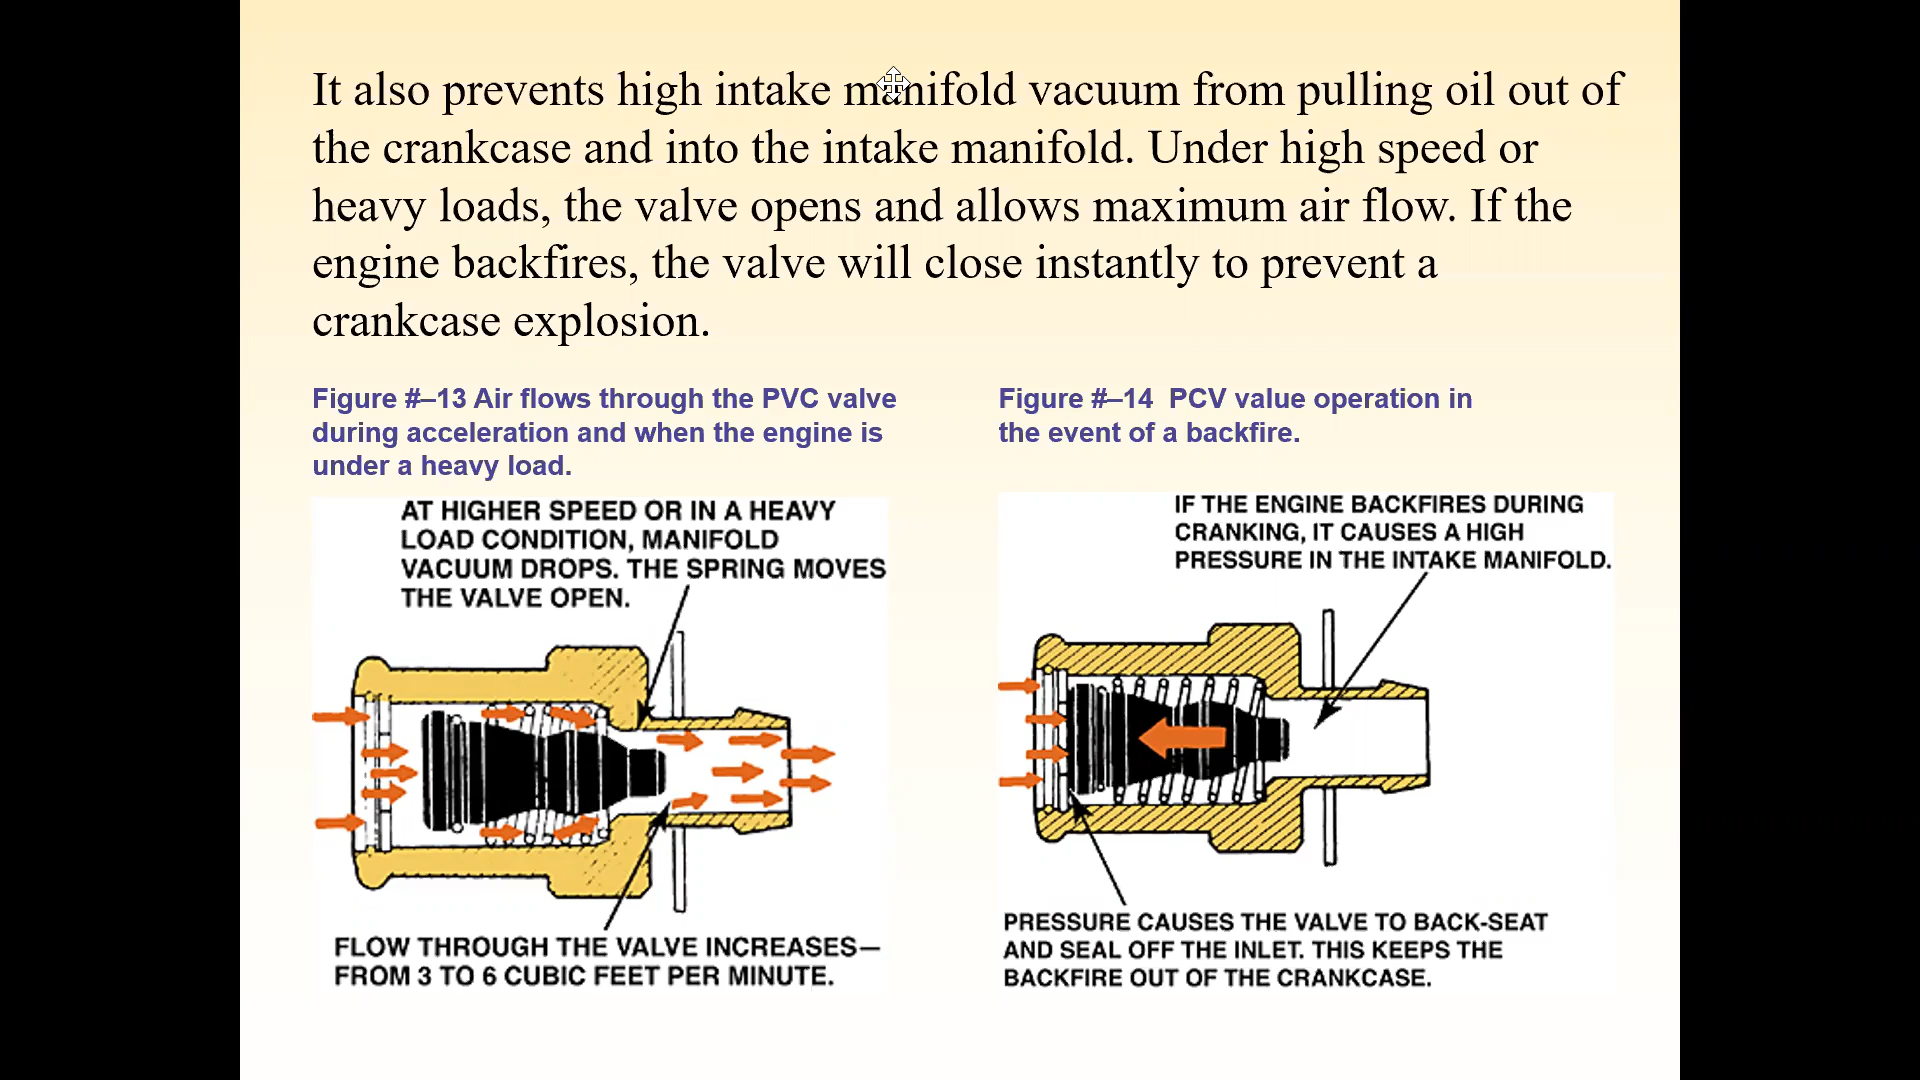 It also prevents high intake manifold vacuum from pulling oil out of
the crankcase and into the intake manifold. Under high speed or
heavy loads, the valve opens and allows maximum air flow. If the
engine backfires, the valve will close instantly to prevent a
crankcase explosion.
Figure #–13 Air flows through the PVC valve
during acceleration and when the engine is
under a heavy load.
AT HIGHER SPEED OR IN A HEAVY
LOAD CONDITION, MANIFOLD
VACUUM DROPS. THE SPRING MOVES
THE VALVE OPEN.
FLOW THROUGH THE VALVE INCREASES—
FROM 3 TO 6 CUBIC FEET PER MINUTE.
Figure #–14  PCV value operation in
the event of a backfire.
IF THE ENGINE BACKFIRES DURING
CRANKING, IT CAUSES A HIGH
PRESSURE IN THE INTAKE MANIFOLD.
PRESSURE CAUSES THE VALVE TO BACK-SEAT
AND SEAL OFF THE INLET. THIS KEEPS THE
BACKFIRE OUT OF THE CRANKCASE.